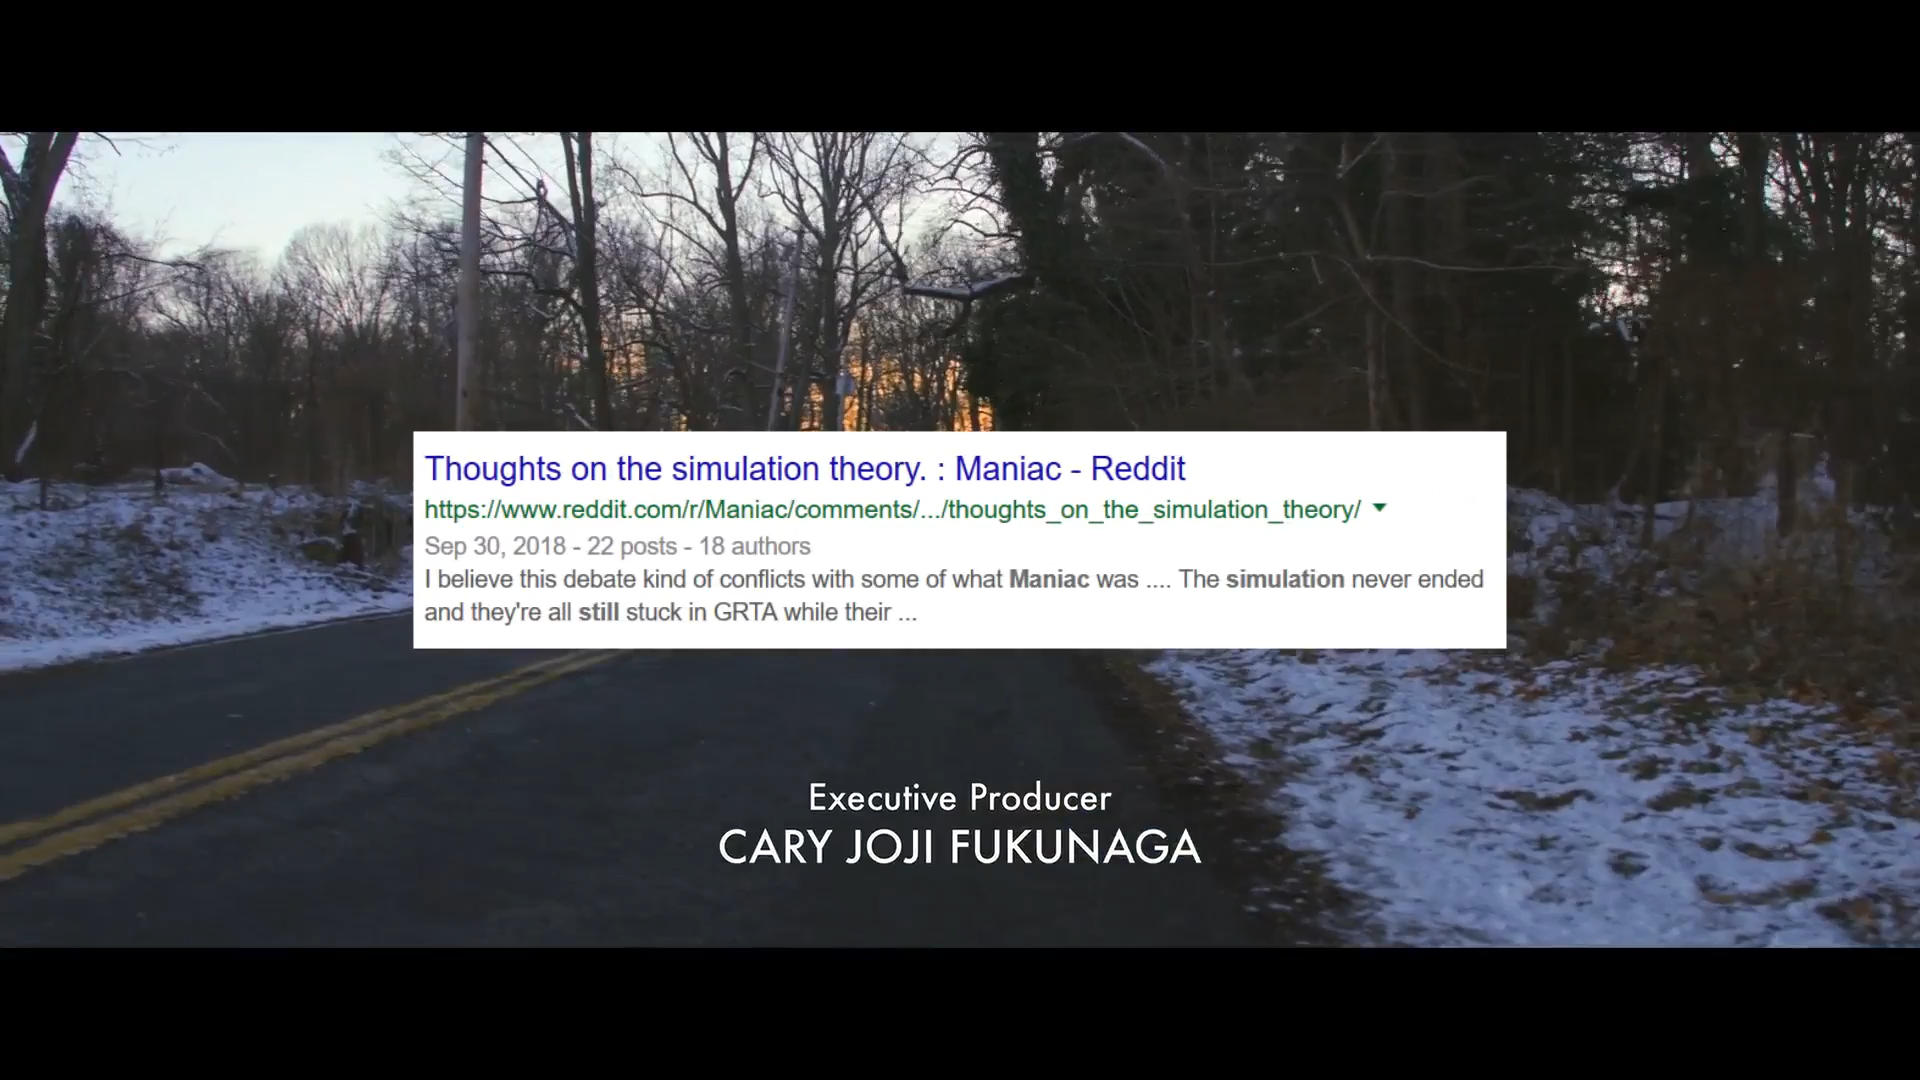 Thoughts on the simulation theory. : Maniac - Reddit
https://www.reddit.com/r/Maniac/comments/.../thoughts_on_the_simulation_theory/
Sep 30, 2018 - 22 posts - 18 authors
I believe this debate kind of conflicts with some of what Maniac was .... The simulation never ended
and they're all still stuck in GRTA while their ...
Executive Producer
CARY JOJI FUKUNAGA